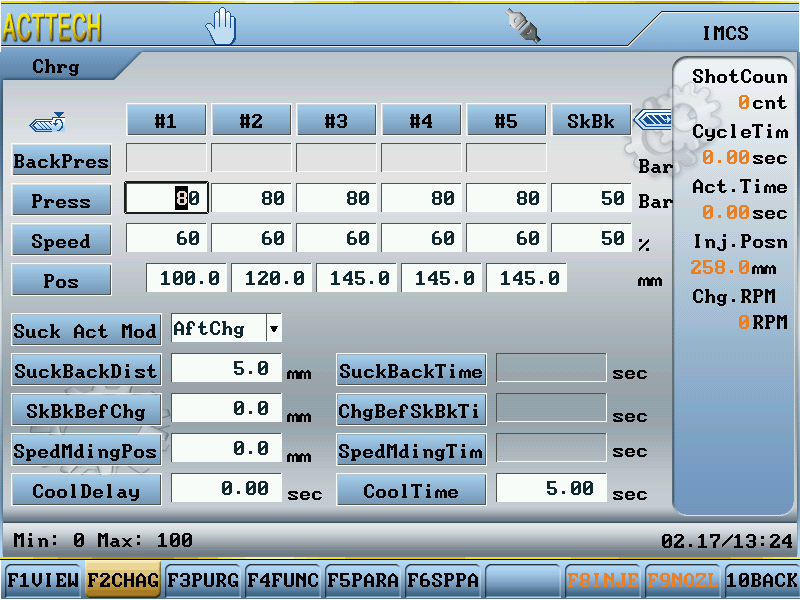 ACTTECH
IMCS
Chrg
#1 #2 #3 #4 #5 SkBk
BackPres Bar
Press 80 80 80 80 80 50 Bar
Speed 60 60 60 60 60 50 %
Pos 100.0 120.0 145.0 145.0 145.0 mm
Suck Act Mod AftChg
SuckBackDist 5.0 mm SuckBackTime sec
SkBkBefChg 0.0 mm ChgBefSkBkTi sec
SpedMdingPos 0.0 mm SpedMdingTim sec
CoolDelay 0.00 sec CoolTime 5.00 sec
ShotCoun
0cnt
CycleTim
0.00sec
Act.Time
0.00sec
Inj.Posn
258.0mm
Chg.RPM
0RPM
Min: 0 Max: 100 02.17/13:24
F1VIEW F2CHAG F3PURG F4FUNC F5PARA F6SPPA F8INJE F9NOZL 10BACK